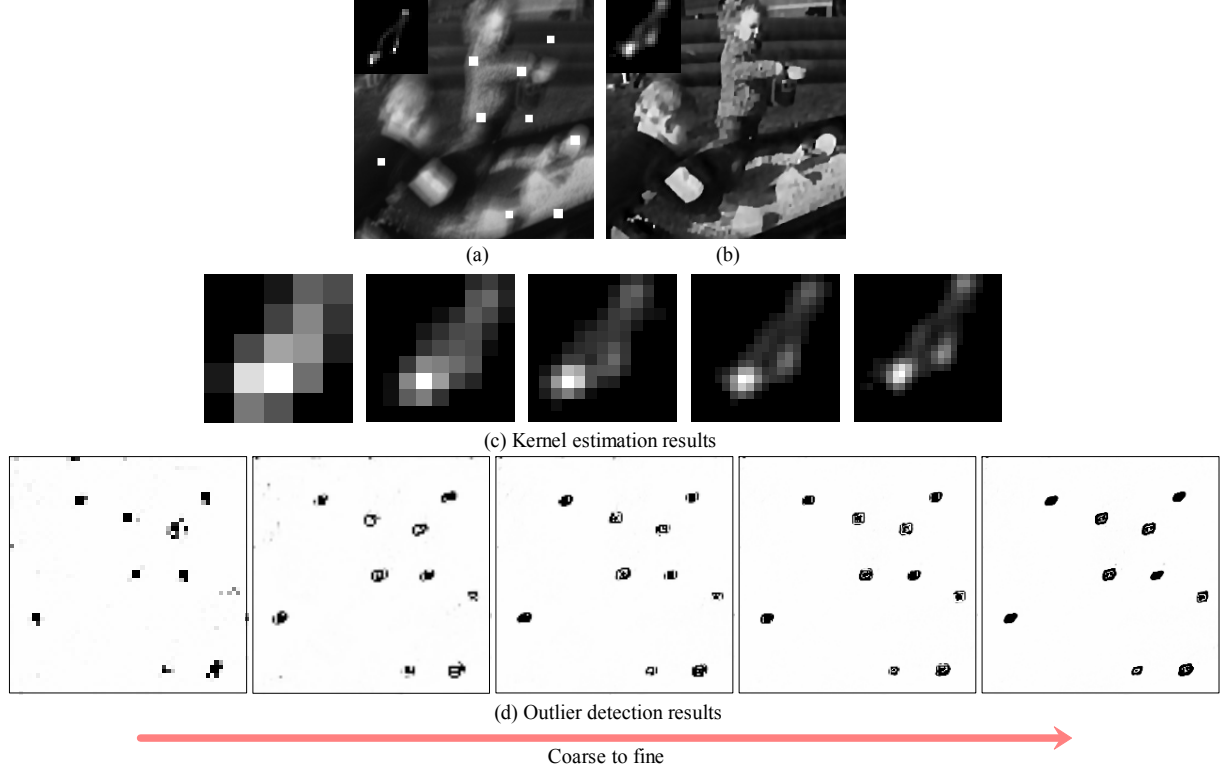 (a)
(b)
(c) Kernel estimation results
(d) Outlier detection results
Coarse to fine